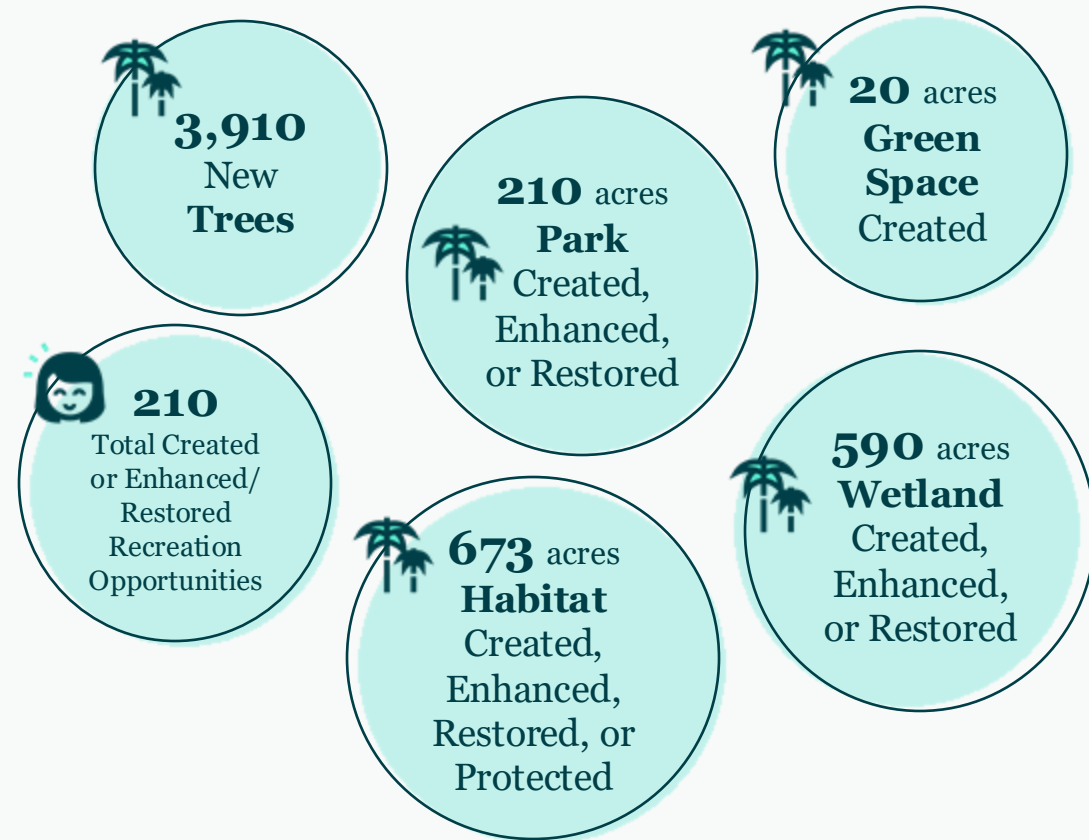 3,910
New
Trees
210 acres
Park
Created,
Enhanced,
or Restored
20 acres
Green
Space
Created
210
Total Created
or Enhanced/
Restored
Recreation
Opportunities
673 acres
Habitat
Created,
Enhanced,
Restored, or
Protected
590 acres
Wetland
Created,
Enhanced,
or Restored